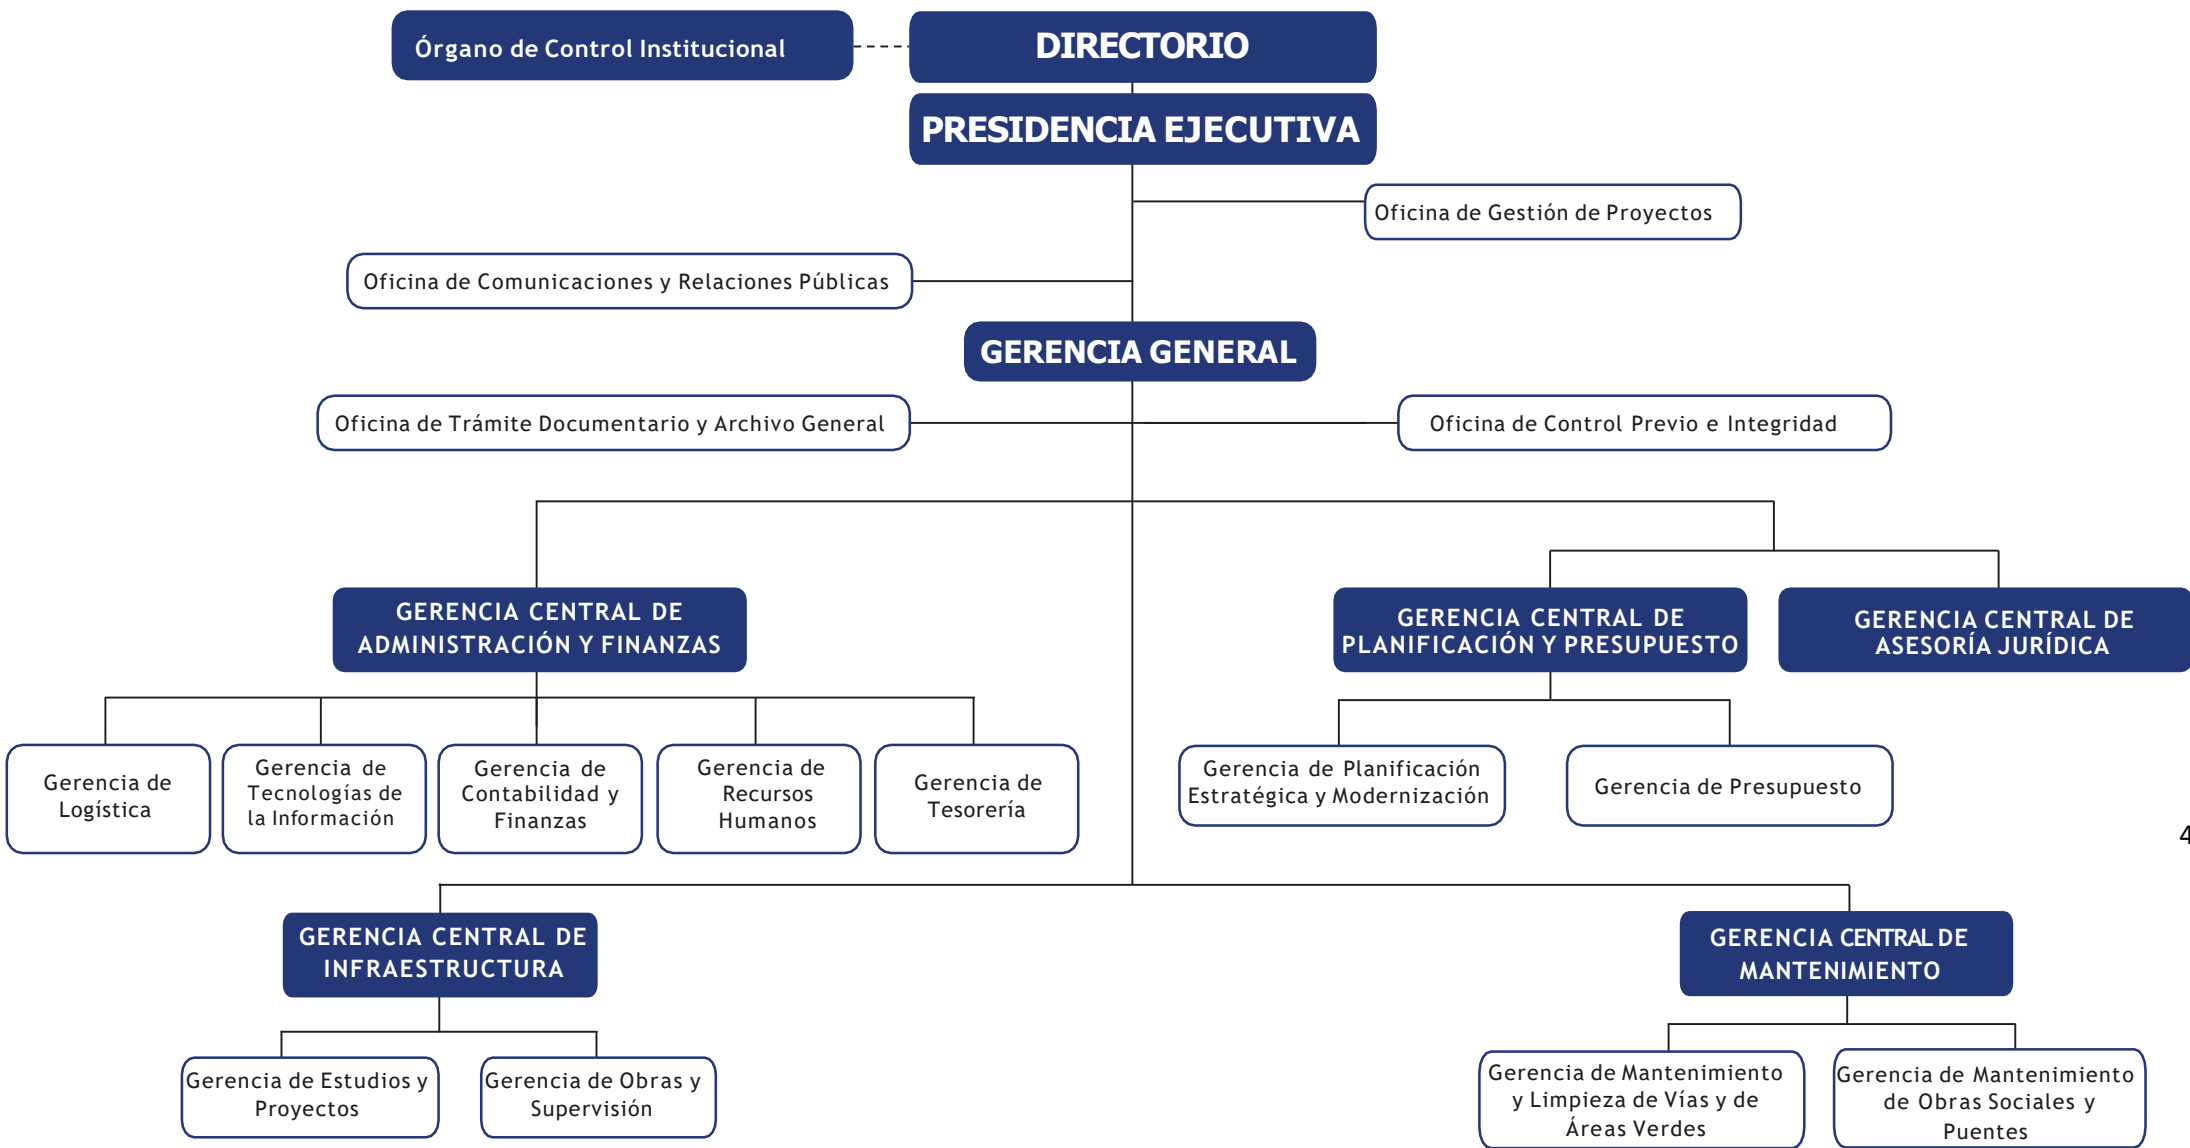 Órgano de Control Institucional
DIRECTORIO
PRESIDENCIA EJECUTIVA
Oficina de Gestión de Proyectos
Oficina de Comunicaciones y Relaciones Públicas
GERENCIA GENERAL
Oficina de Trámite Documentario y Archivo General
Oficina de Control Previo e Integridad
GERENCIA CENTRAL DE
ADMINISTRACIÓN Y FINANZAS
GERENCIA CENTRAL DE
PLANIFICACIÓN Y PRESUPUESTO
GERENCIA CENTRAL DE
ASESORÍA JURÍDICA
Gerencia de
Logística
Gerencia de
Tecnologías de
la Información
Gerencia de
Contabilidad y
Finanzas
Gerencia de
Recursos
Humanos
Gerencia de
Tesorería
Gerencia de Planificación
Estratégica y Modernización
Gerencia de Presupuesto
4
GERENCIA CENTRAL DE
INFRAESTRUCTURA
GERENCIA CENTRAL DE
MANTENIMIENTO
Gerencia de Estudios y
Proyectos
Gerencia de Obras y
Supervisión
Gerencia de Mantenimiento
y Limpieza de Vías y de
Áreas Verdes
Gerencia de Mantenimiento
de Obras Sociales y
Puentes